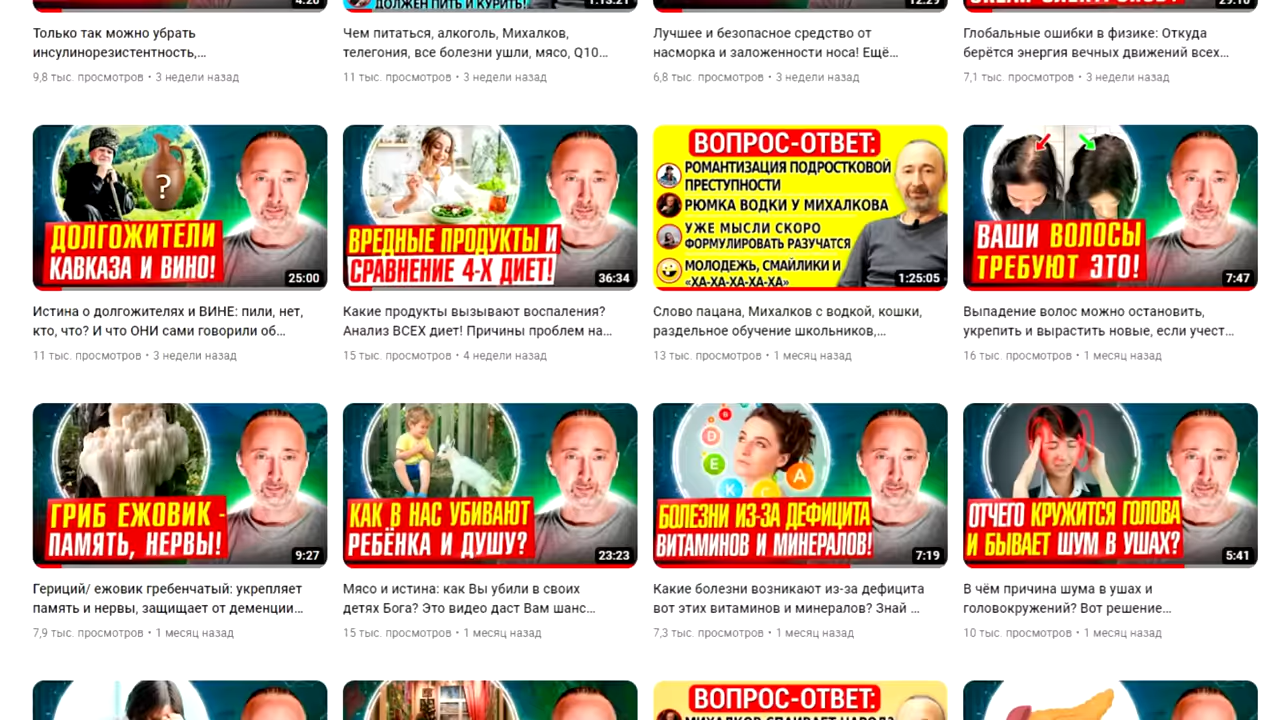 4:20
ДОЛЖЕН ПИТЬ И КУРИТЬ!
1:13:21
12:29
29:10
Только так можно убрать
инсулинорезистентность,...
9,8 тыс. просмотров • 3 недели назад
Чем питаться, алкоголь, Михалков,
телегония, все болезни ушли, мясо, Q10...
11 тыс. просмотров • 3 недели назад
Лучшее и безопасное средство от
насморка и заложенности носа! Ещё...
6,8 тыс. просмотров • 3 недели назад
Глобальные ошибки в физике: Откуда
берётся энергия вечных движений всех...
7,1 тыс. просмотров • 3 недели назад
?
ДОЛГОЖИТЕЛИ
КАВКАЗА И ВИНО!
25:00
ВРЕДНЫЕ ПРОДУКТЫ И
СРАВНЕНИЕ 4-Х ДИЕТ!
36:34
ВОПРОС-ОТВЕТ:
РОМАНТИЗАЦИЯ ПОДРОСТКОВОЙ
ПРЕСТУПНОСТИ
РЮМКА ВОДКИ У МИХАЛКОВА
УЖЕ МЫСЛИ СКОРО
ФОРМУЛИРОВАТЬ РАЗУЧАТСЯ
МОЛОДЕЖЬ, СМАЙЛИКИ И
«ХА-ХА-ХА-ХА-ХА»
1:25:05
ВАШИ ВОЛОСЫ
ТРЕБУЮТ ЭТО!
7:47
Истина о долгожителях и ВИНЕ: пили, нет,
кто, что? И что ОНИ сами говорили об...
11 тыс. просмотров • 3 недели назад
Какие продукты вызывают воспаления?
Анализ ВСЕХ диет! Причины проблем на...
15 тыс. просмотров • 4 недели назад
Слово пацана, Михалков с водкой, кошки,
раздельное обучение школьников,...
13 тыс. просмотров • 1 месяц назад
Выпадение волос можно остановить,
укрепить и вырастить новые, если учест...
16 тыс. просмотров • 1 месяц назад
ГРИБ ЕЖОВИК -
ПАМЯТЬ, НЕРВЫ!
9:27
КАК В НАС УБИВАЮТ
РЕБЁНКА И ДУШУ?
23:23
B
D
E
K
C
A
БОЛЕЗНИ ИЗ-ЗА ДЕФИЦИТА
ВИТАМИНОВ И МИНЕРАЛОВ!
7:19
ОТЧЕГО КРУЖИТСЯ ГОЛОВА
И БЫВАЕТ ШУМ В УШАХ?
5:41
Гериций/ ежовик гребенчатый: укрепляет
память и нервы, защищает от деменции...
7,9 тыс. просмотров • 1 месяц назад
Мясо и истина: как Вы убили в своих
детях Бога? Это видео даст Вам шанс...
15 тыс. просмотров • 1 месяц назад
Какие болезни возникают из-за дефицита
вот этих витаминов и минералов? Знай ...
7,3 тыс. просмотров • 1 месяц назад
В чём причина шума в ушах и
головокружений? Вот решение...
10 тыс. просмотров • 1 месяц назад
ВОПРОС-ОТВЕТ:
МИХАЛКОВ СПАИВАЕТ НАРОД?